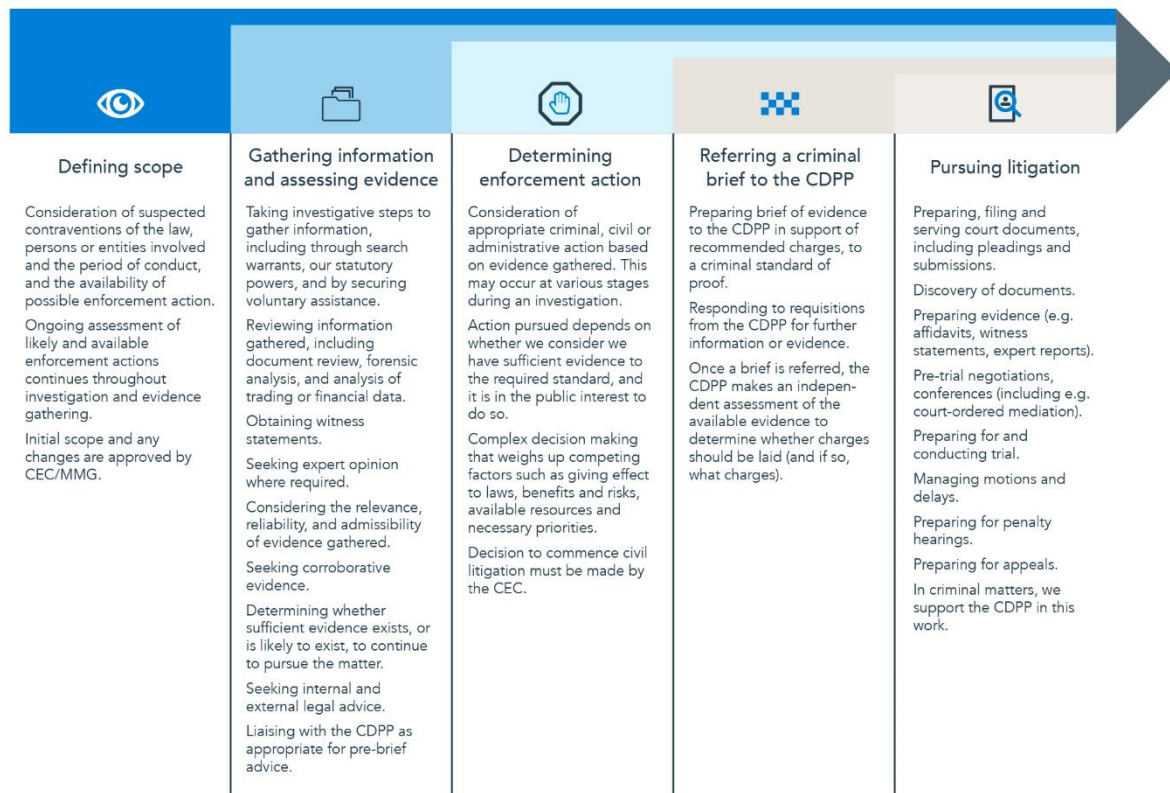 Defining scope
Consideration of suspected
contraventions of the law,
persons or entities involved
and the period of conduct,
and the availability of
possible enforcement action.
Ongoing assessment of
likely and available
enforcement actions
continues throughout
investigation and evidence
gathering.
Initial scope and any
changes are approved by
CEC/MMG.
Gathering information
and assessing evidence
Taking investigative steps to
gather information,
including through search
warrants, our statutory
powers, and by securing
voluntary assistance.
Reviewing information
gathered, including
document review, forensic
analysis, and analysis of
trading or financial data.
Obtaining witness
statements.
Seeking expert opinion
where required.
Considering the relevance,
reliability, and admissibility
of evidence gathered.
Seeking corroborative
evidence.
Determining whether
sufficient evidence exists, or
is likely to exist, to continue
to pursue the matter.
Seeking internal and
external legal advice.
Liaising with the CDPP as
appropriate for pre-brief
advice.
Determining
enforcement action
Consideration of
appropriate criminal, civil or
administrative action based
on evidence gathered. This
may occur at various stages
during an investigation.
Action pursued depends on
whether we consider we
have sufficient evidence to
the required standard, and
it is in the public interest to
do so.
Complex decision making
that weighs up competing
factors such as giving effect
to laws, benefits and risks,
available resources and
necessary priorities.
Decision to commence civil
litigation must be made by
the CEC.
Referring a criminal
brief to the CDPP
Preparing brief of evidence
to the CDPP in support of
recommended charges, to
a criminal standard of
proof.
Responding to requisitions
from the CDPP for further
information or evidence.
Once a brief is referred, the
CDPP makes an indepen-
dent assessment of the
available evidence to
determine whether charges
should be laid (and if so,
what charges).
Pursuing litigation
Preparing, filing and
serving court documents,
including pleadings and
submissions.
Discovery of documents.
Preparing evidence (e.g.
affidavits, witness
statements, expert reports).
Pre-trial negotiations,
conferences (including e.g.
court-ordered mediation).
Preparing for and
conducting trial.
Managing motions and
delays.
Preparing for penalty
hearings.
Preparing for appeals.
In criminal matters, we
support the CDPP in this
work.